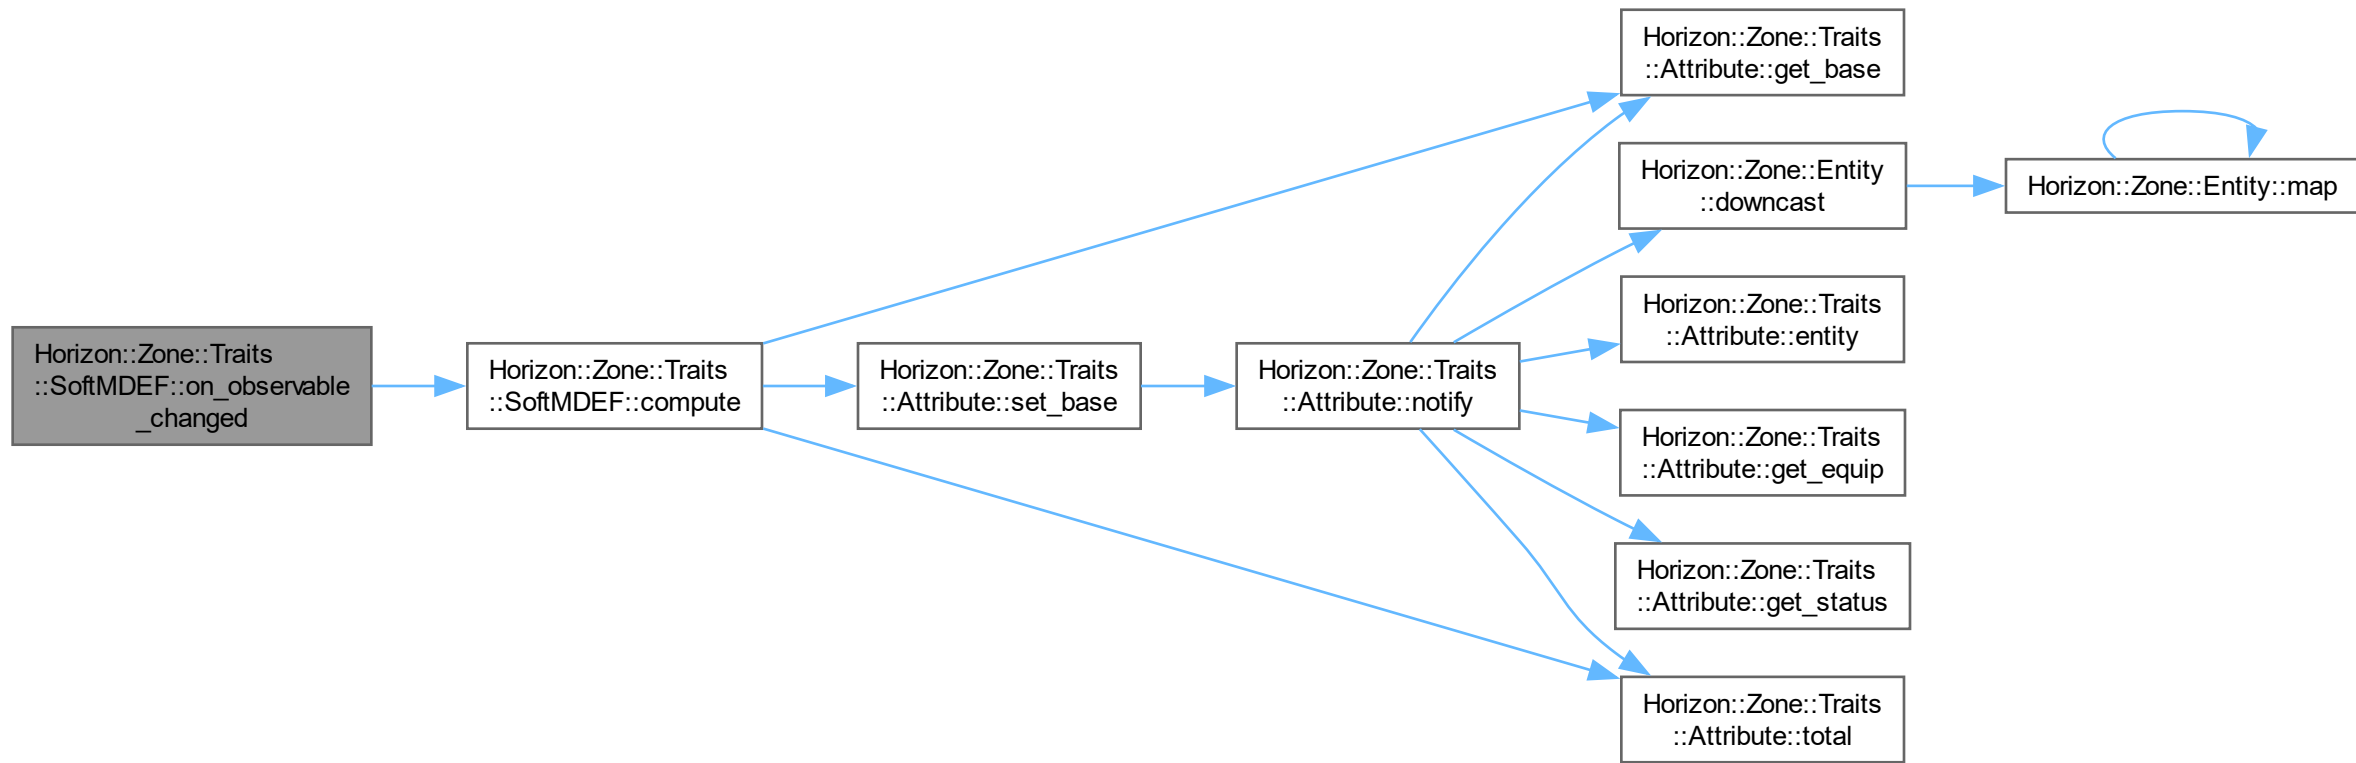 Horizon::Zone::Traits
::SoftMDEF::on_observable
_changed
Horizon::Zone::Traits
::SoftMDEF::compute
Horizon::Zone::Traits
::Attribute::set_base
Horizon::Zone::Traits
::Attribute::notify
Horizon::Zone::Traits
::Attribute::get_base
Horizon::Zone::Entity
::downcast
Horizon::Zone::Entity::map
Horizon::Zone::Traits
::Attribute::entity
Horizon::Zone::Traits
::Attribute::get_equip
Horizon::Zone::Traits
::Attribute::get_status
Horizon::Zone::Traits
::Attribute::total